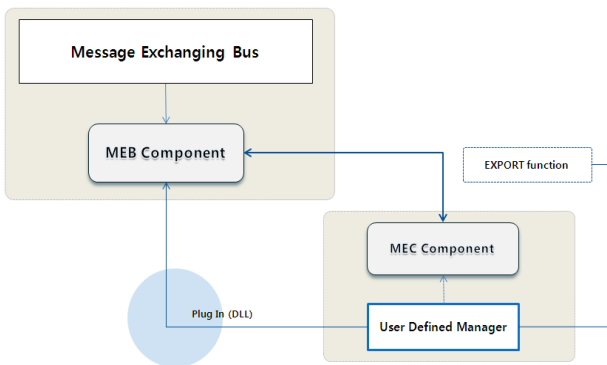 Message Exchanging Bus
MEB Component
EXPORT function
MEC Component
Plug In (DLL)
User Defined Manager